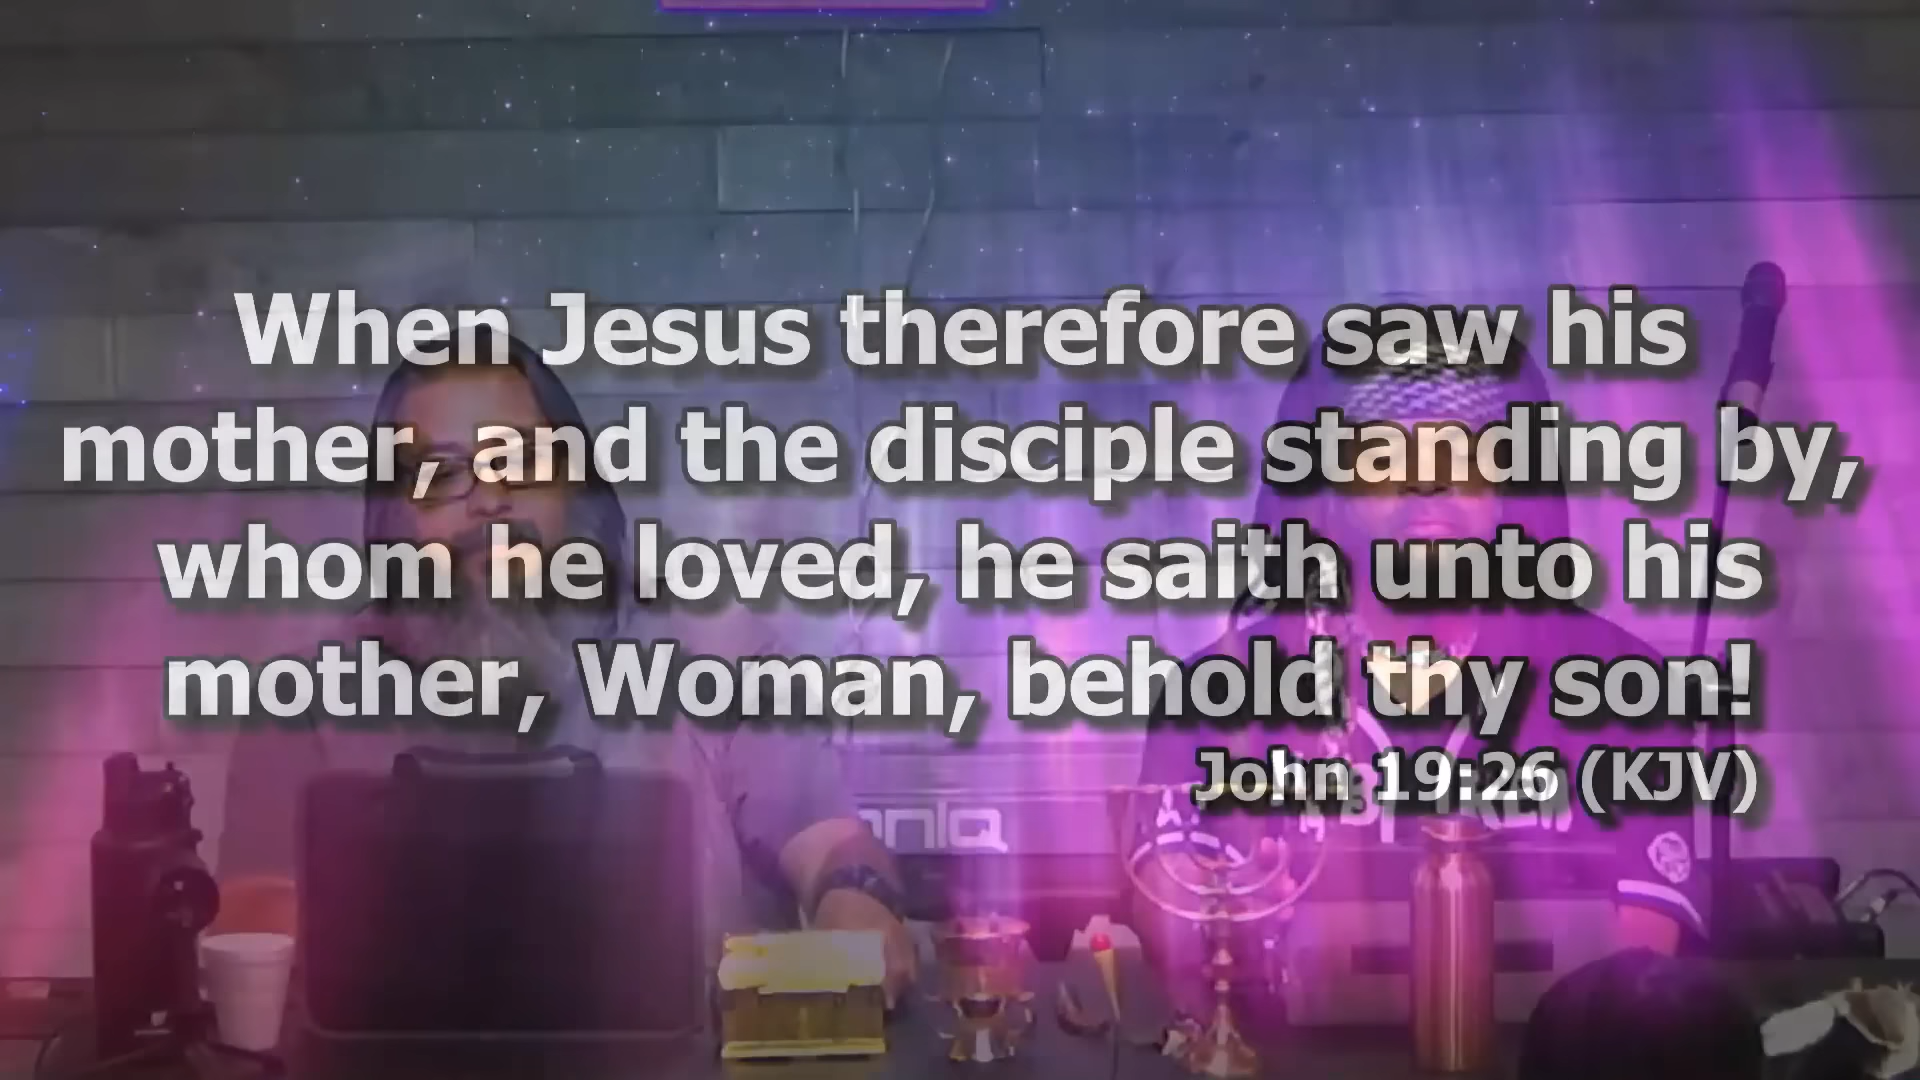 When Jesus therefore saw his
mother, and the disciple standing by,
whom he loved, he saith unto his
mother, Woman, behold thy son!
John 19:26 (KJV)